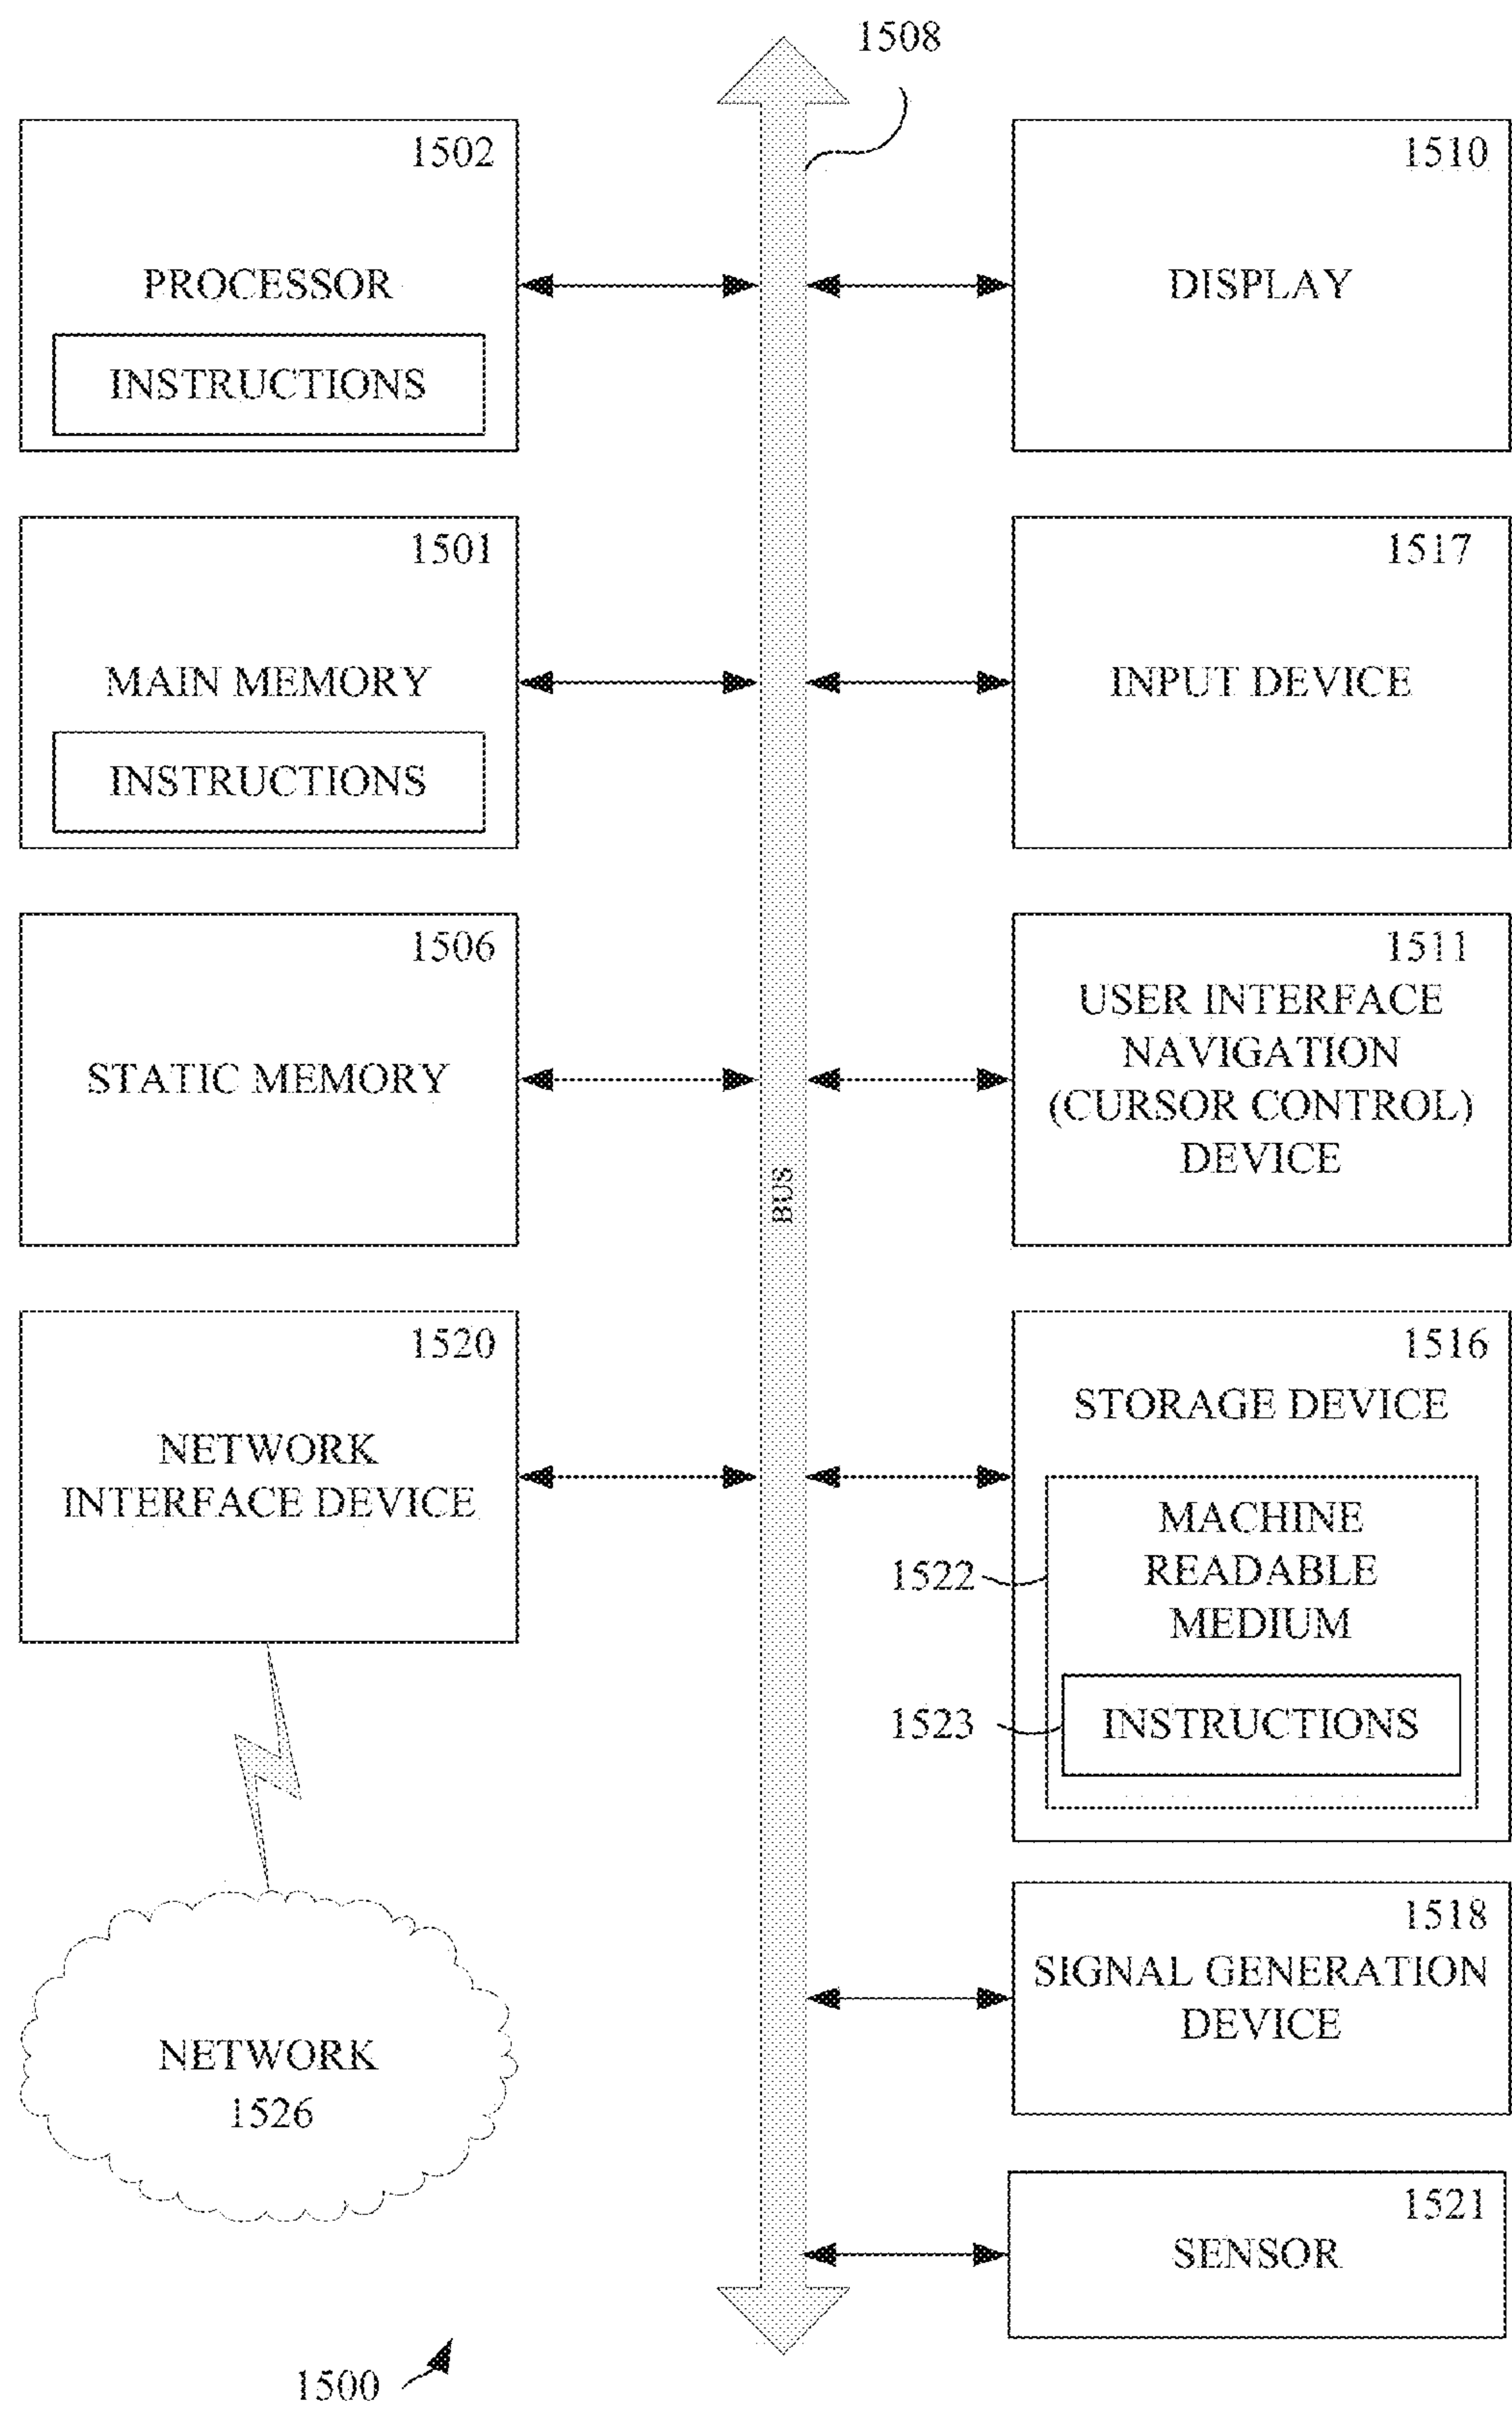 1508
1502
PROCESSOR
INSTRUCTIONS
1510
DISPLAY
1501
MAIN MEMORY
INSTRUCTIONS
1517
INPUT DEVICE
1506
STATIC MEMORY
1511
USER INTERFACE
NAVIGATION
(CURSOR CONTROL)
DEVICE
BUS
1520
NETWORK
INTERFACE DEVICE
1516
STORAGE DEVICE
MACHINE
READABLE
MEDIUM
1522
1523
INSTRUCTIONS
1518
SIGNAL GENERATION
DEVICE
NETWORK
1526
1521
SENSOR
1500